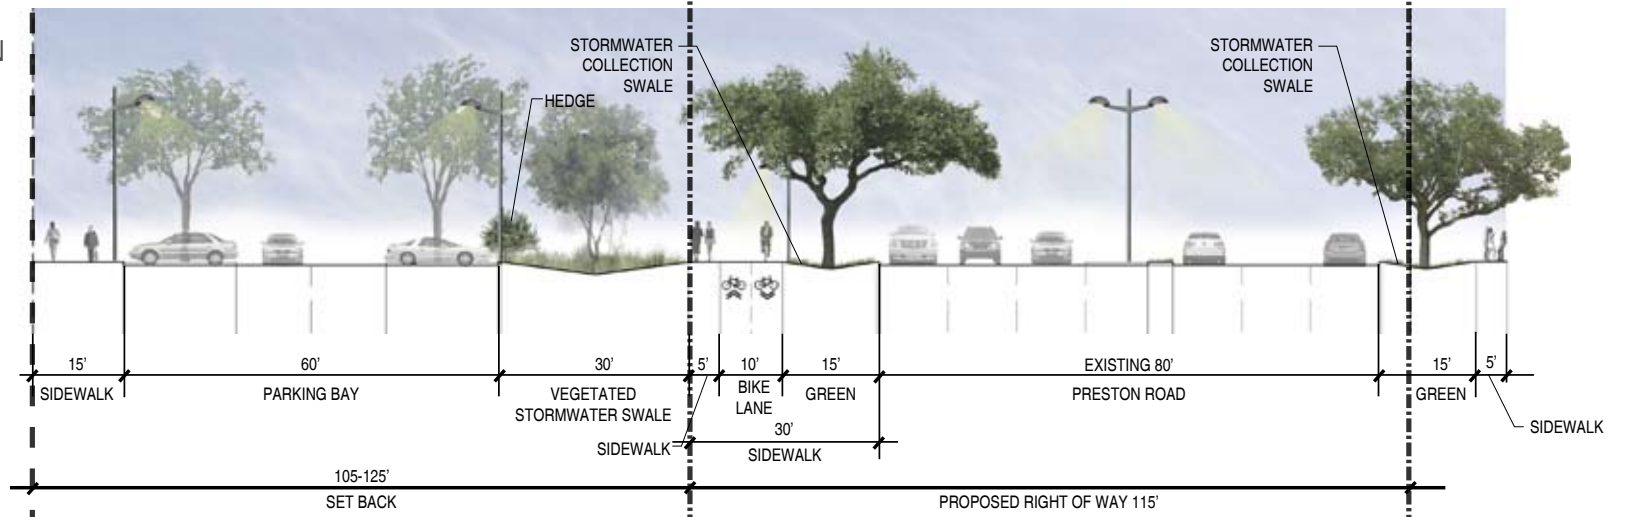 STORMWATER
COLLECTION
SWALE
STORMWATER
COLLECTION
SWALE
HEDGE
15'
60'
30'
5'
10'
15'
EXISTING 80'
15'
5'
SIDEWALK
PARKING BAY
VEGETATED
STORMWATER SWALE
BIKE
LANE
GREEN
PRESTON ROAD
GREEN
SIDEWALK
30'
SIDEWALK
SIDEWALK
105-125'
SET BACK
PROPOSED RIGHT OF WAY 115'